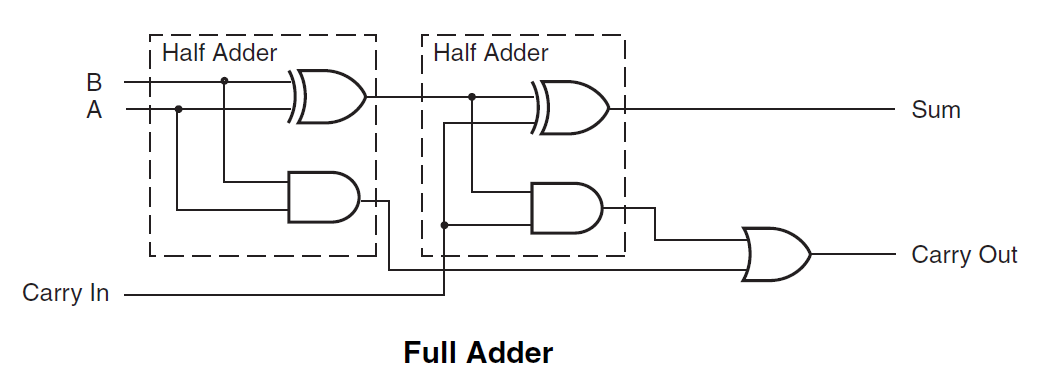 Half Adder
Half Adder
B
A
Sum
Carry Out
Carry In
Full Adder